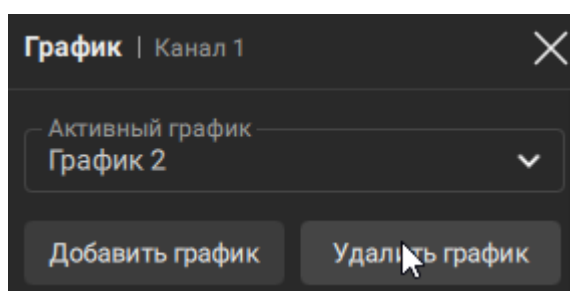 График | Канал 1
Активный график
График 2
Добавить график
Удалить график